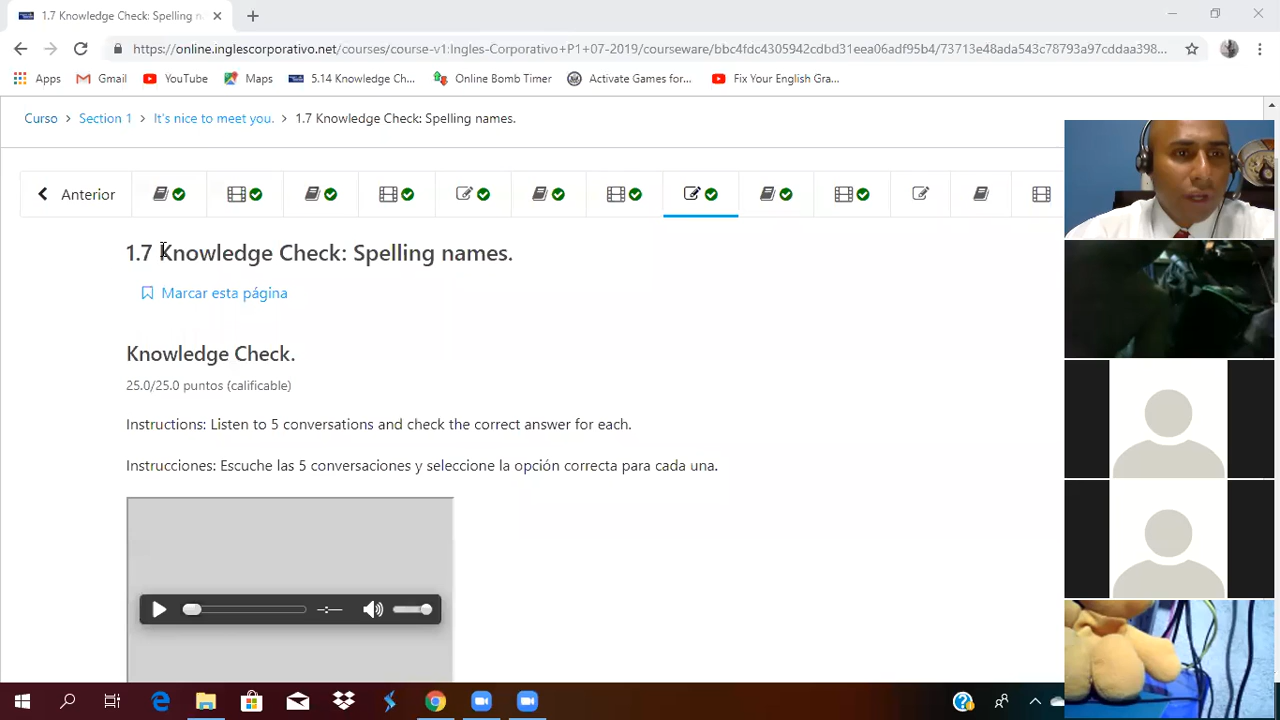 1.7 Knowledge Check: Spelling n
https://online.inglescorporativo.net/courses/course-v1:Ingles-Corporativo+P1+07-2019/courseware/bbc4fdc4305942cdbd31eea06adf95b4/73713e48ada543c78793a97cddaa398...
Apps Gmail YouTube Maps 5.14 Knowledge Ch... Online Bomb Timer Activate Games for... Fix Your English Gra...
Curso > Section 1 > It's nice to meet you. > 1.7 Knowledge Check: Spelling names.
Anterior
1.7 Knowledge Check: Spelling names.
Marcar esta página
Knowledge Check.
25.0/25.0 puntos (calificable)
Instructions: Listen to 5 conversations and check the correct answer for each.
Instrucciones: Escuche las 5 conversaciones y seleccione la opción correcta para cada una.
-:-